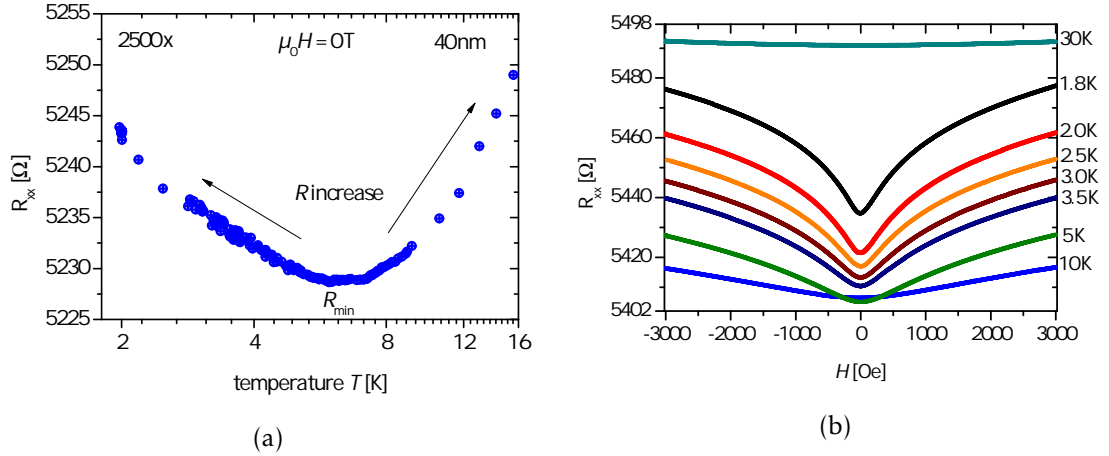 2500x μ₀H=0T 40nm
5255
5250
5245
5240
5235
5230
5225
Rxx [Ω]
R increase
Rmin
2 4 8 12 16
temperature T [K]
(a)
5498
5480
5460
5440
5420
5402
Rxx [Ω]
30K
1.8K
2.0K
2.5K
3.0K
3.5K
5K
10K
-3000 -2000 -1000 0 1000 2000 3000
H [Oe]
(b)